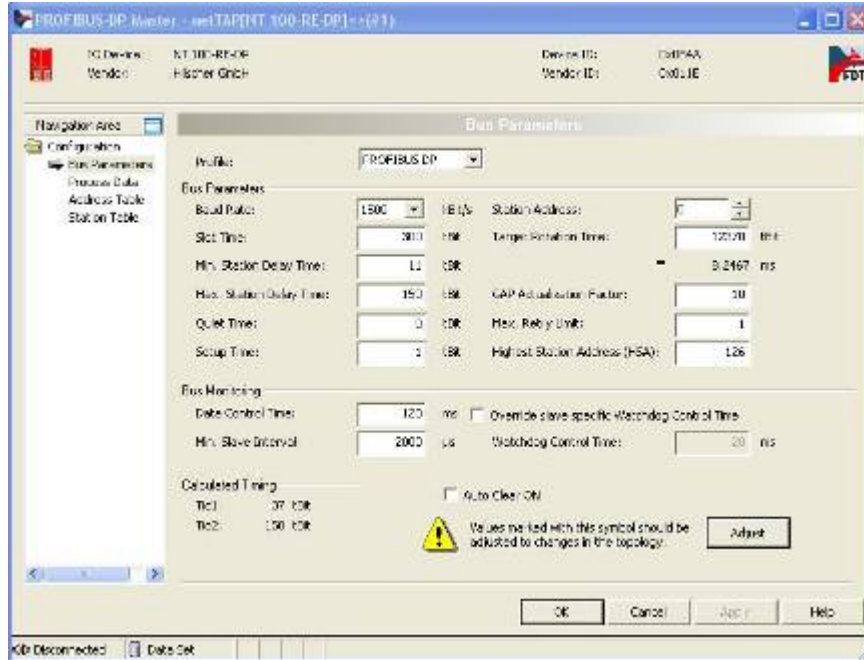 PROFIBUS-DP Master - netTAP[NT 100-RE-DP]<>(#1)
IO Device: NT 100-RE-DP Device ID:
Vendor: Hilscher GmbH Vendor ID: 0x011E
FDT
Navigation Area Bus Parameters
Configuration
Bus Parameters
Process Data
Address Table
Station Table
Profile: PROFIBUS DP
Bus Parameters
Baud Rate: 1500 kBit/s Station Address:
Slot Time: 300 tBit Target Rotation Time: 12370 tBit
Min. Station Delay Time: 11 tBit = 8.2467 ms
Max. Station Delay Time: 150 tBit GAP Actualization Factor: 10
Quiet Time: 0 tBit Max. Retry Limit: 1
Setup Time: 1 tBit Highest Station Address (HSA): 126
Bus Monitoring
Data Control Time: 120 ms Override slave specific Watchdog Control Time
Min. Slave Interval 2000 µs Watchdog Control Time: 20 ms
Calculated Timing Auto Clear ON
Tid1 37 tBit
Tid2: 150 tBit
Values marked with this symbol should be
adjusted to changes in the topology. Adjust
OK Cancel Apply Help
Disconnected Data Set